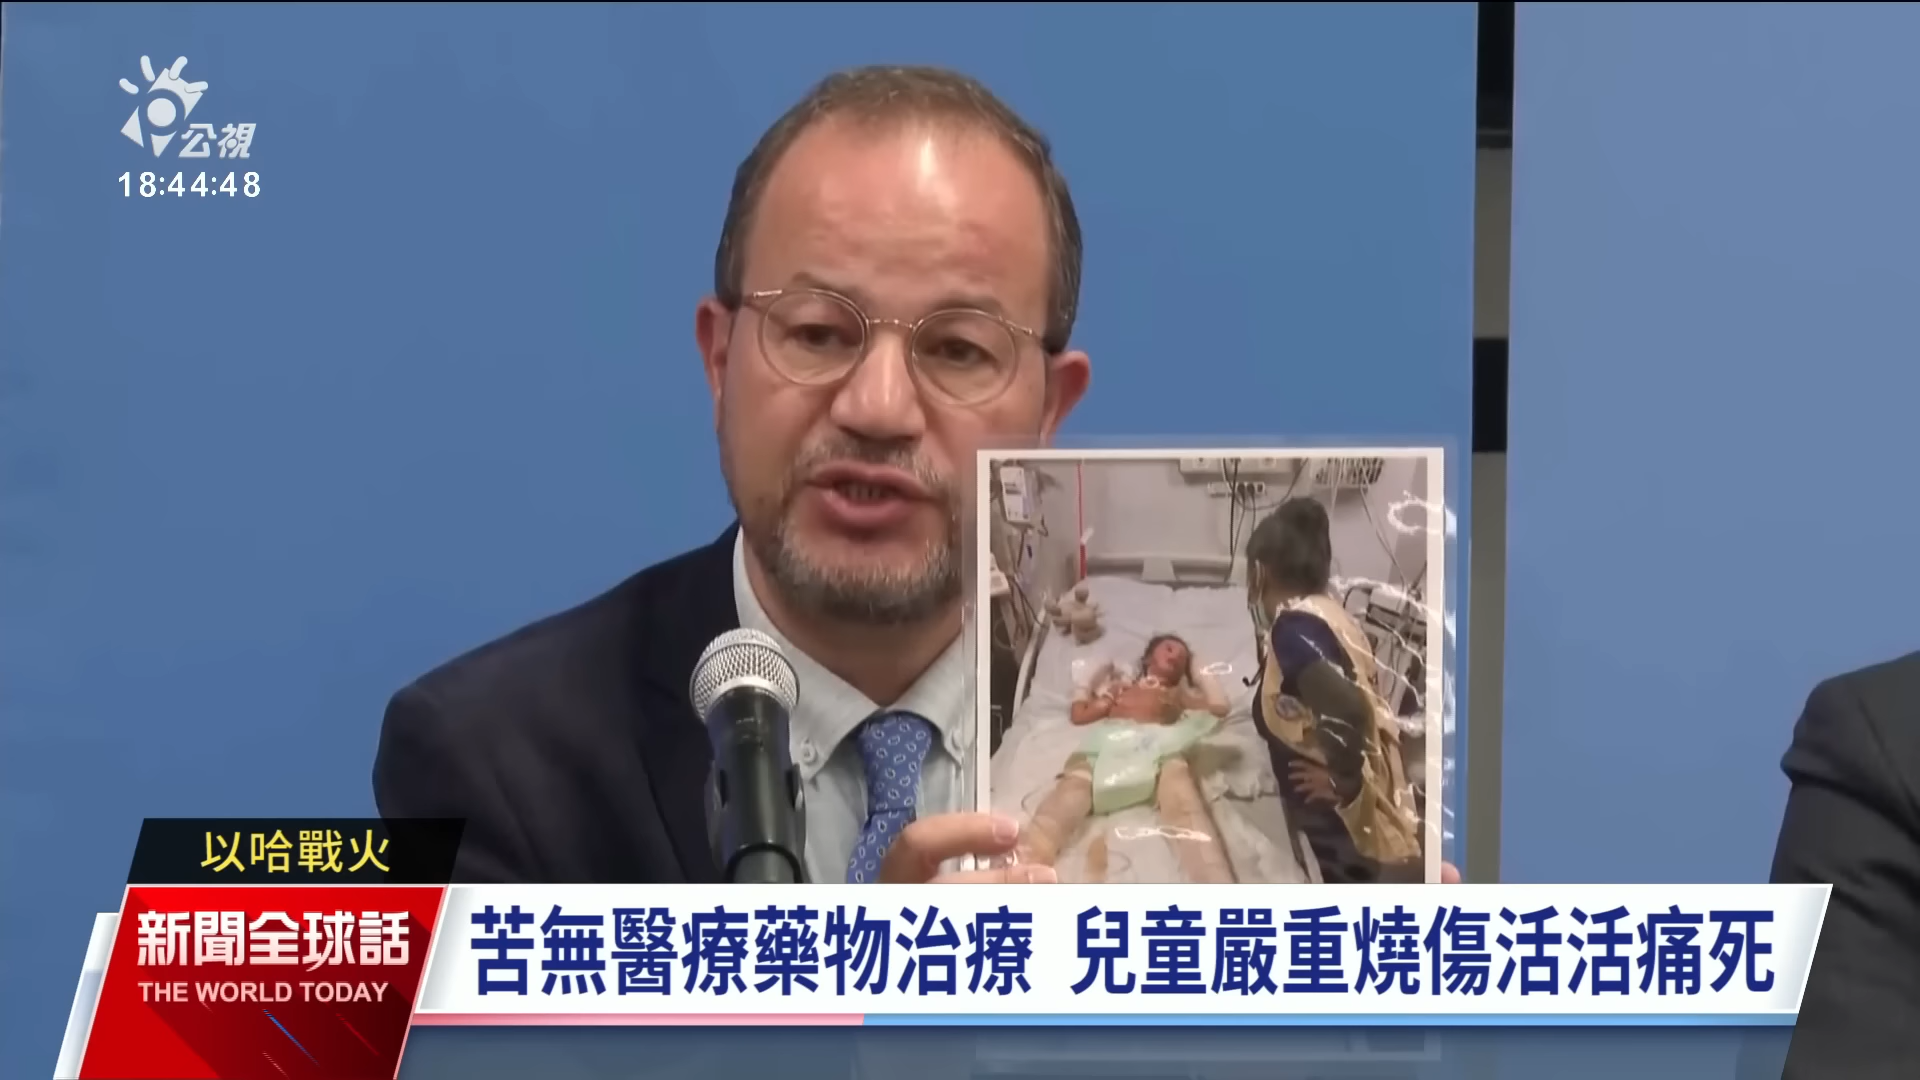 公視
18:44:48
以哈戰火
新聞全球話
THE WORLD TODAY
苦無醫療藥物治療 兒童嚴重燒傷活活痛死